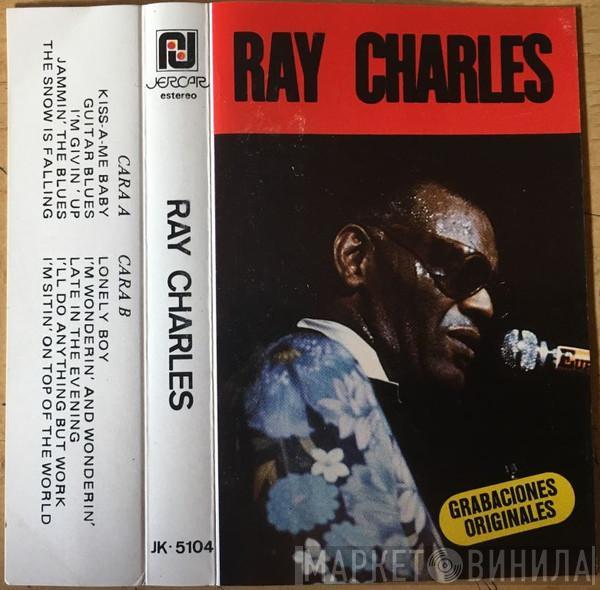 CARA A
KISS-A-ME BABY
GUITAR BLUES
I'M GIVIN' UP
JAMMIN' THE BLUES
THE SNOW IS FALLING
CARA B
LONELY BOY
I'M WONDERIN' AND WONDERIN'
LATE IN THE EVENING
I'LL DO ANYTHING BUT WORK
I'M SITIN' ON TOP OF THE WORLD
JERCAR
estereo
RAY CHARLES
JK·5104
RAY CHARLES
GRABACIONES
ORIGINALES
МАРКЕТ ВИНИЛА